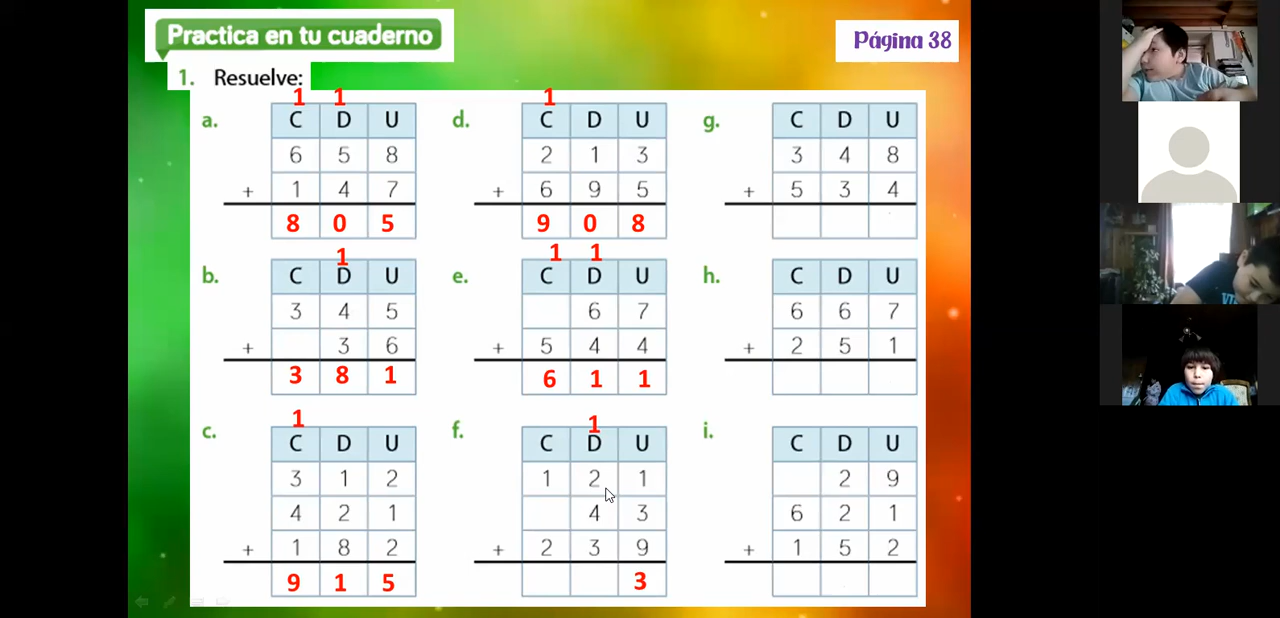 Practica en tu cuaderno
Página 38
1. Resuelve:
a.
1 1
C D U
6 5 8
+ 1 4 7
8 0 5
b.
1
C D U
3 4 5
+ 3 6
3 8 1
c.
1
C D U
3 1 2
4 2 1
+ 1 8 2
9 1 5
d.
1
C D U
2 1 3
+ 6 9 5
9 0 8
e.
1 1
C D U
6 7
+ 5 4 4
6 1 1
f.
1
C D U
1 2 1
4 3
+ 2 3 9
3
g.
C D U
3 4 8
+ 5 3 4
h.
C D U
6 6 7
+ 2 5 1
i.
C D U
2 9
6 2 1
+ 1 5 2